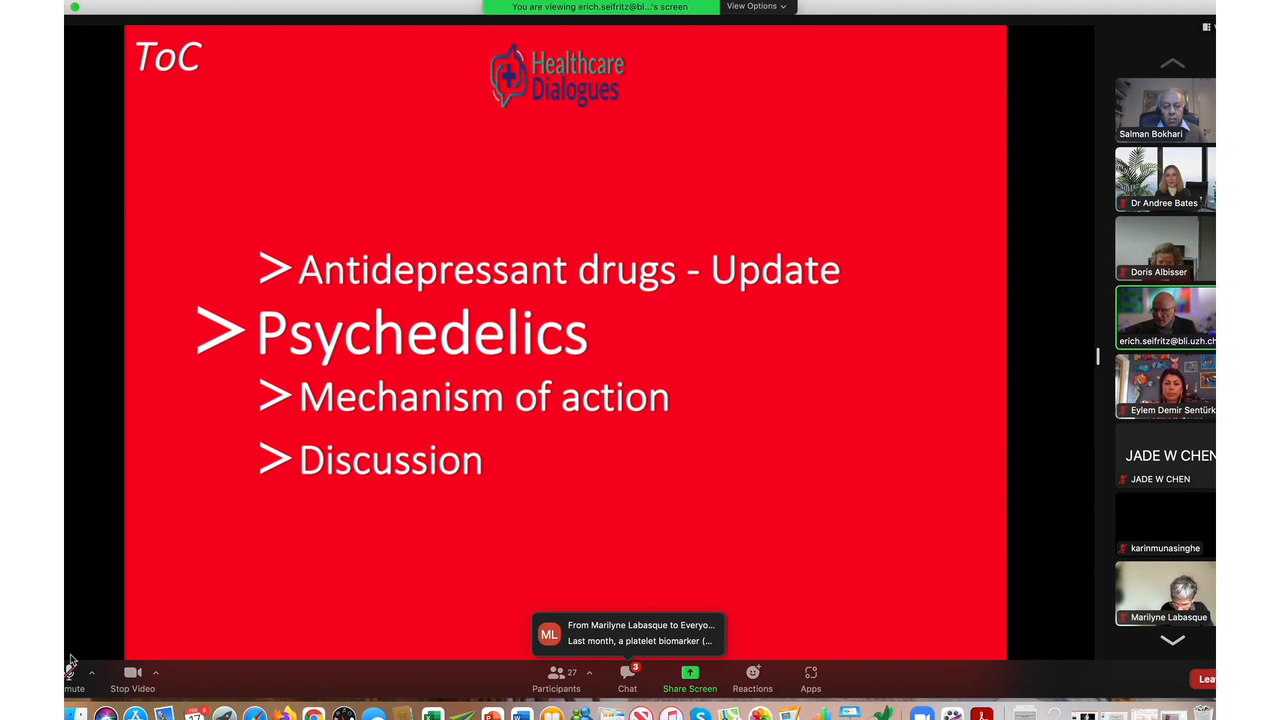 You are viewing erich.seifritz@bl...'s screen
View Options
ToC
Healthcare
Dialogues
>Antidepressant drugs - Update
>Psychedelics
>Mechanism of action
>Discussion
Salman Bokhari
Dr Andree Bates
Doris Albisser
erich.seifritz@bli.uzh.ch
Eylem Demir Sentürk
JADE W CHEN
JADE W CHEN
karinmunasinghe
Marilyne Labasque
ML
From Marilyne Labasque to Everyo...
Last month, a platelet biomarker (...
mute
Stop Video
27
Participants
3
Chat
Share Screen
Reactions
Apps
Lea